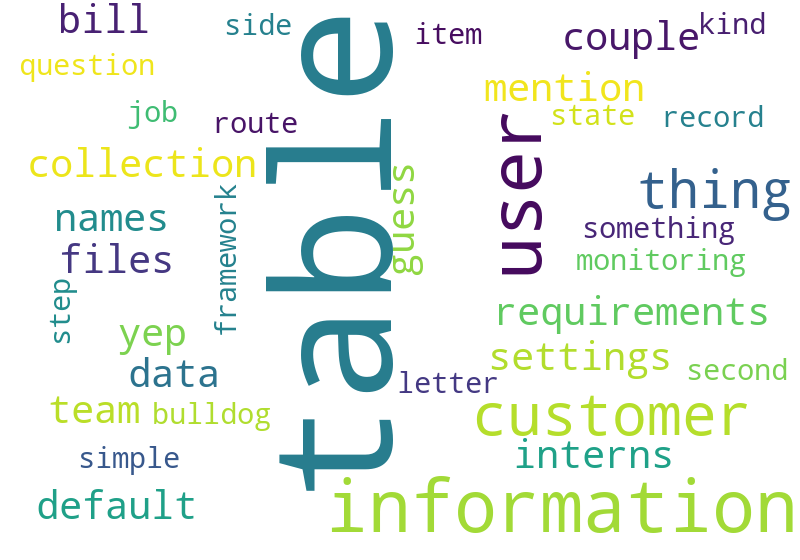 bill
side
item
couple
kind
question
mention
job
route
state
record
collection
table
guess
user
thing
names
framework
something
files
monitoring
step
requirements
yep
data
settings
second
letter
team
bulldog
customer
simple
interns
default
information